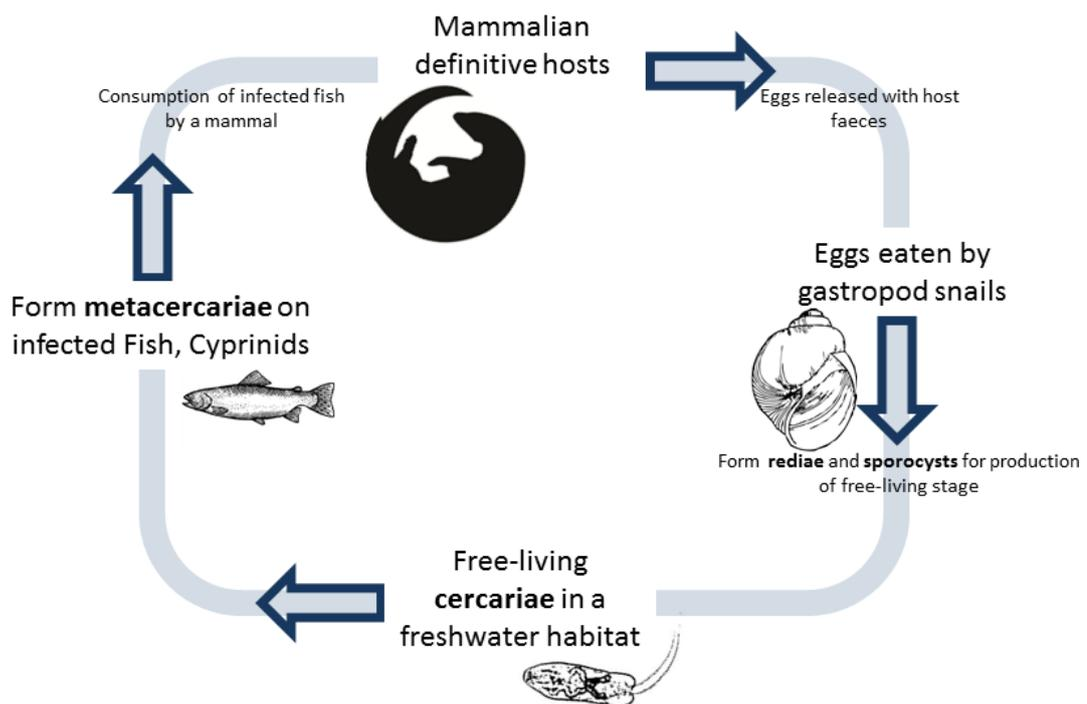 Mammalian
definitive hosts
Eggs released with host
faeces
Eggs eaten by
gastropod snails
Form rediae and sporocysts for production
of free-living stage
Free-living
cercariae in a
freshwater habitat
Form metacercariae on
infected Fish, Cyprinids
Consumption of infected fish
by a mammal